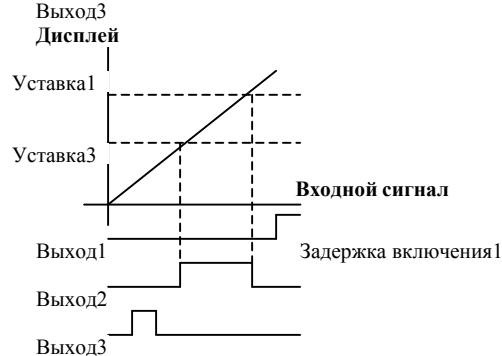 Выход3
Дисплей
Уставка1
Уставка3
Входной сигнал
Выход1
Задержка включения1
Выход2
Выход3